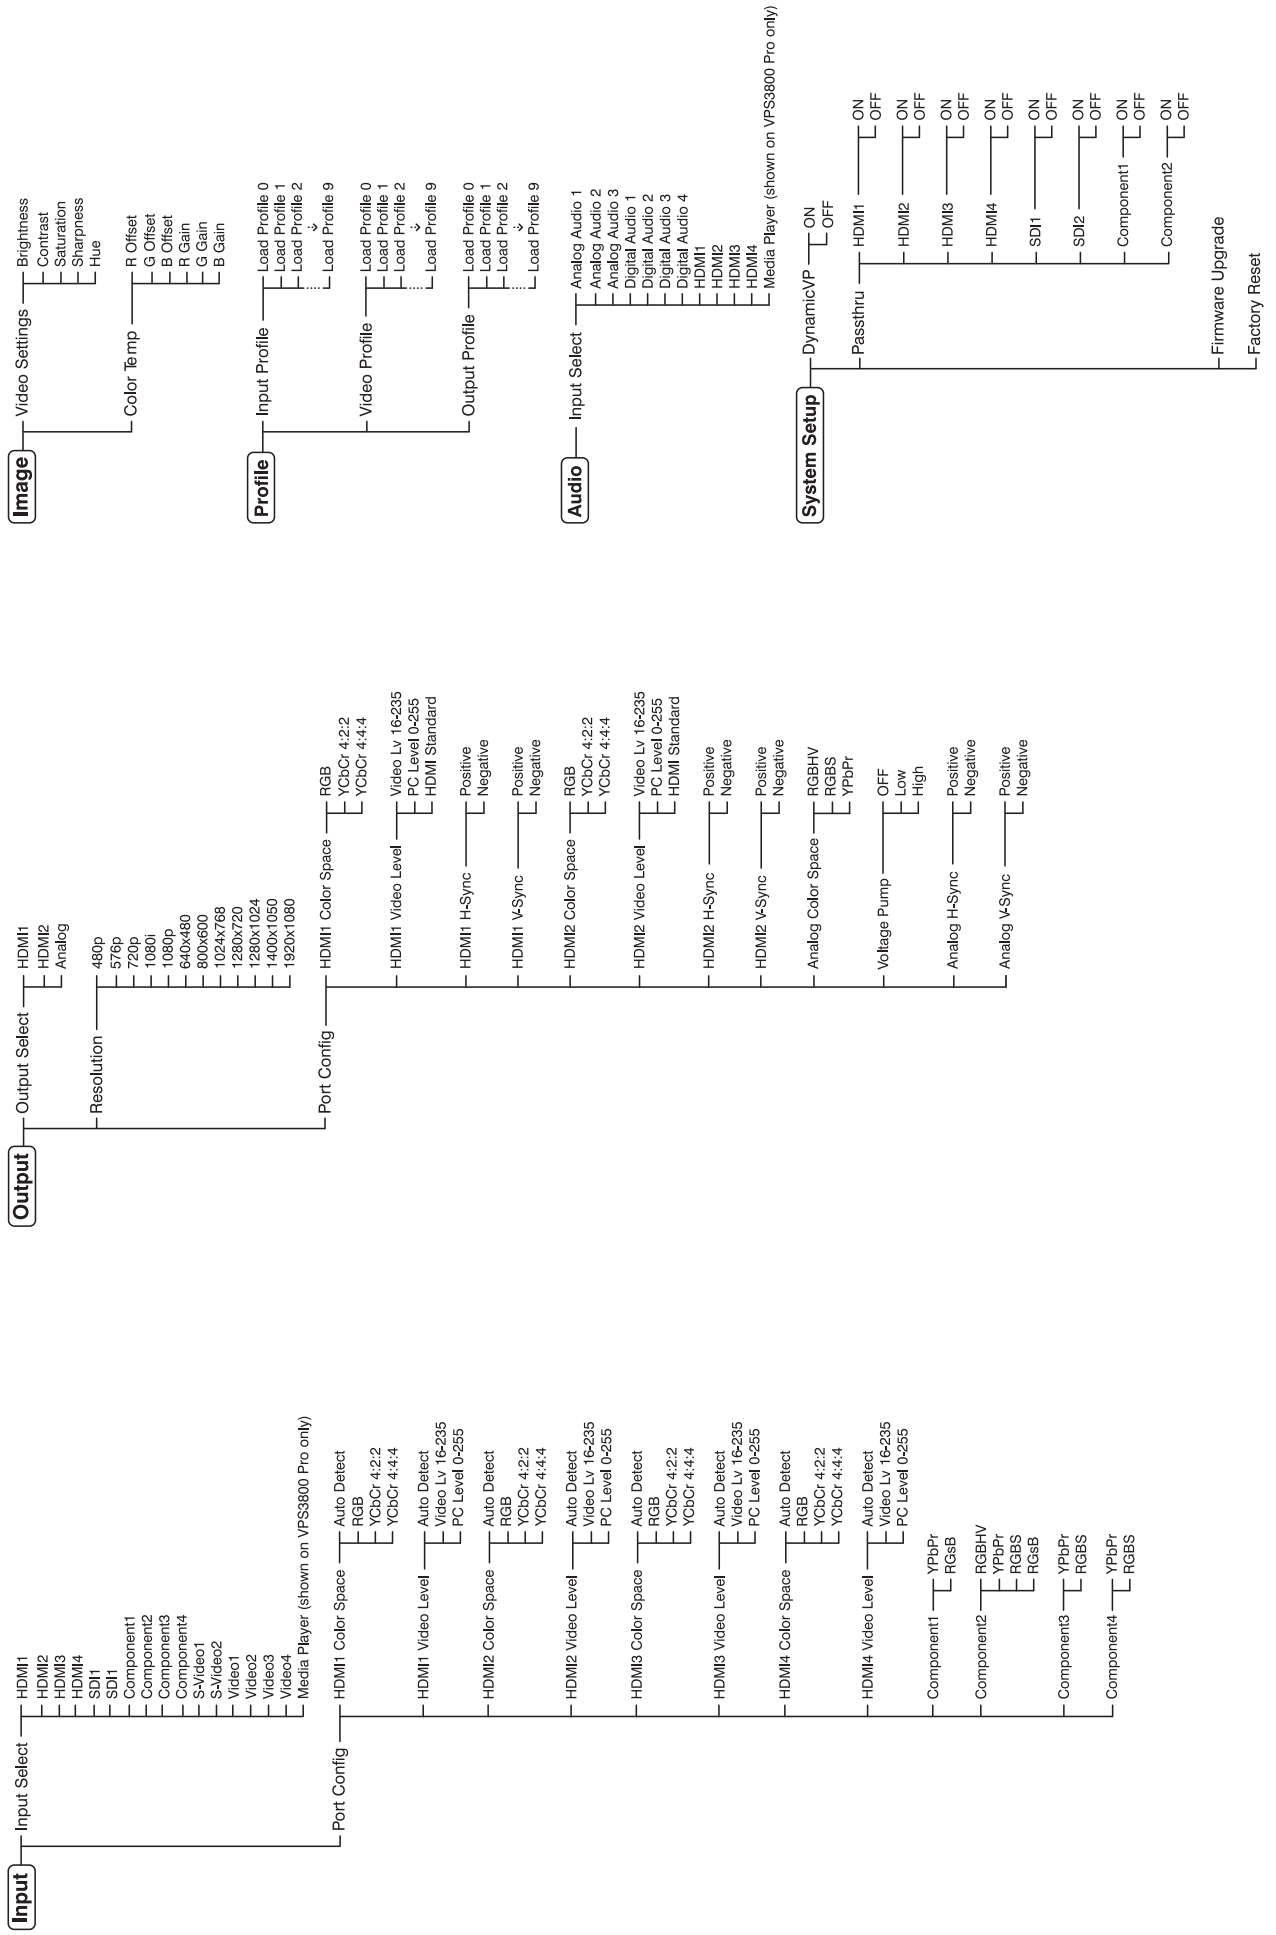 Input
Input Select
HDMI1
HDMI2
HDMI3
HDMI4
SDI1
SDI1
Component1
Component2
Component3
Component4
S-Video1
S-Video2
Video1
Video2
Video3
Video4
Media Player (shown on VPS3800 Pro only)
Port Config
HDMI1 Color Space
Auto Detect
RGB
YCbCr 4:2:2
YCbCr 4:4:4
HDMI1 Video Level
Auto Detect
Video Lv 16-235
PC Level 0-255
HDMI2 Color Space
Auto Detect
RGB
YCbCr 4:2:2
YCbCr 4:4:4
HDMI2 Video Level
Auto Detect
Video Lv 16-235
PC Level 0-255
HDMI3 Color Space
Auto Detect
RGB
YCbCr 4:2:2
YCbCr 4:4:4
HDMI3 Video Level
Auto Detect
Video Lv 16-235
PC Level 0-255
HDMI4 Color Space
Auto Detect
RGB
YCbCr 4:2:2
YCbCr 4:4:4
HDMI4 Video Level
Auto Detect
Video Lv 16-235
PC Level 0-255
Component1
YPbPr
RGsB
Component2
RGBHV
YPbPr
RGBS
RGsB
Component3
YPbPr
RGBS
Component4
YPbPr
RGBS
Output
Output Select
HDMI1
HDMI2
Analog
Resolution
480p
576p
720p
1080i
1080p
640x480
800x600
1024x768
1280x720
1280x1024
1400x1050
1920x1080
Port Config
HDMI1 Color Space
RGB
YCbCr 4:2:2
YCbCr 4:4:4
HDMI1 Video Level
Video Lv 16-235
PC Level 0-255
HDMI Standard
HDMI1 H-Sync
Positive
Negative
HDMI1 V-Sync
Positive
Negative
HDMI2 Color Space
RGB
YCbCr 4:2:2
YCbCr 4:4:4
HDMI2 Video Level
Video Lv 16-235
PC Level 0-255
HDMI Standard
HDMI2 H-Sync
Positive
Negative
HDMI2 V-Sync
Positive
Negative
Analog Color Space
RGBHV
RGBS
YPbPr
Voltage Pump
OFF
Low
High
Analog H-Sync
Positive
Negative
Analog V-Sync
Positive
Negative
Image
Video Settings
Brightness
Contrast
Saturation
Sharpness
Hue
Color Temp
R Offset
G Offset
B Offset
R Gain
G Gain
B Gain
Profile
Input Profile
Load Profile 0
Load Profile 1
Load Profile 2
Load Profile 9
Video Profile
Load Profile 0
Load Profile 1
Load Profile 2
Load Profile 9
Output Profile
Load Profile 0
Load Profile 1
Load Profile 2
Load Profile 9
Audio
Input Select
Analog Audio 1
Analog Audio 2
Analog Audio 3
Digital Audio 1
Digital Audio 2
Digital Audio 3
Digital Audio 4
HDMI1
HDMI2
HDMI3
HDMI4
Media Player (shown on VPS3800 Pro only)
System Setup
DynamicVP
ON
OFF
Passthru
HDMI1
ON
OFF
HDMI2
ON
OFF
HDMI3
ON
OFF
HDMI4
ON
OFF
SDI1
ON
OFF
SDI2
ON
OFF
Component1
ON
OFF
Component2
ON
OFF
Firmware Upgrade
Factory Reset